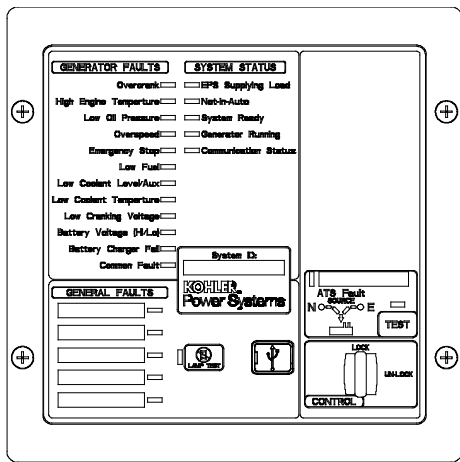 GENERATOR FAULTS
Overcrank
High Engine Temperture
Low Oil Pressure
Overspeed
Emergency Stop
Low Fuel
Low Coolant Level/Aux
Low Coolant Temperture
Low Cranking Voltage
Battery Voltage (Hi/Lo)
Battery Charger Fail
Common Fault
SYSTEM STATUS
EPS Supplying Load
Not-In-Auto
System Ready
Generator Running
Communication Status
System ID:
KOHLER
Power Systems
GENERAL FAULTS
LAMP TEST
ATS Fault
SOURCE
N E
TEST
LOCK
UN-LOCK
CONTROL